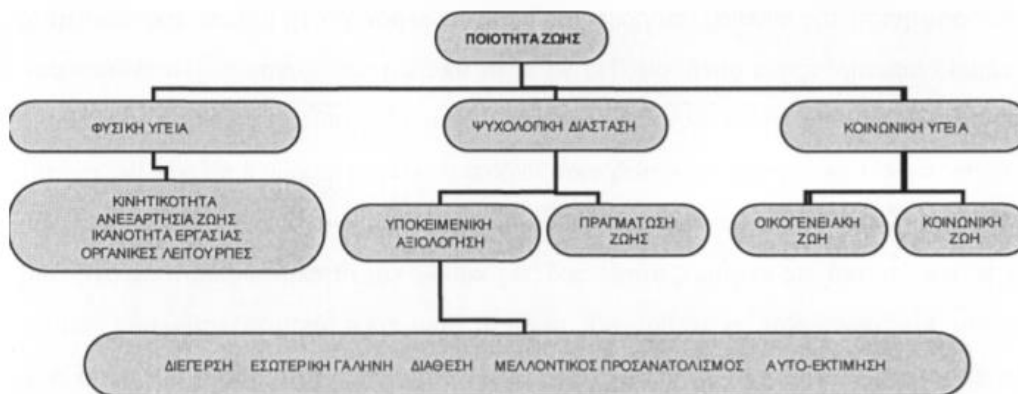 ΠΟΙΟΤΗΤΑ ΖΩΗΣ
ΦΥΣΙΚΗ ΥΓΕΙΑ
ΨΥΧΟΛΟΓΙΚΗ ΔΙΑΣΤΑΣΗ
ΚΟΙΝΩΝΙΚΗ ΥΓΕΙΑ
ΚΙΝΗΤΙΚΟΤΗΤΑ
ΑΝΕΞΑΡΤΗΣΙΑ ΖΩΗΣ
ΙΚΑΝΟΤΗΤΑ ΕΡΓΑΣΙΑΣ
ΟΡΓΑΝΙΚΕΣ ΛΕΙΤΟΥΡΓΙΕΣ
ΥΠΟΚΕΙΜΕΝΙΚΗ
ΑΞΙΟΛΟΓΗΣΗ
ΠΡΑΓΜΑΤΩΣΗ
ΖΩΗΣ
ΟΙΚΟΓΕΝΕΙΑΚΗ
ΖΩΗ
ΚΟΙΝΩΝΙΚΗ
ΖΩΗ
ΔΙΕΓΕΡΣΗ ΕΣΩΤΕΡΙΚΗ ΓΑΛΗΝΗ ΔΙΑΘΕΣΗ ΜΕΛΛΟΝΤΙΚΟΣ ΠΡΟΣΑΝΑΤΟΛΙΣΜΟΣ ΑΥΤΟ-ΕΚΤΙΜΗΣΗ